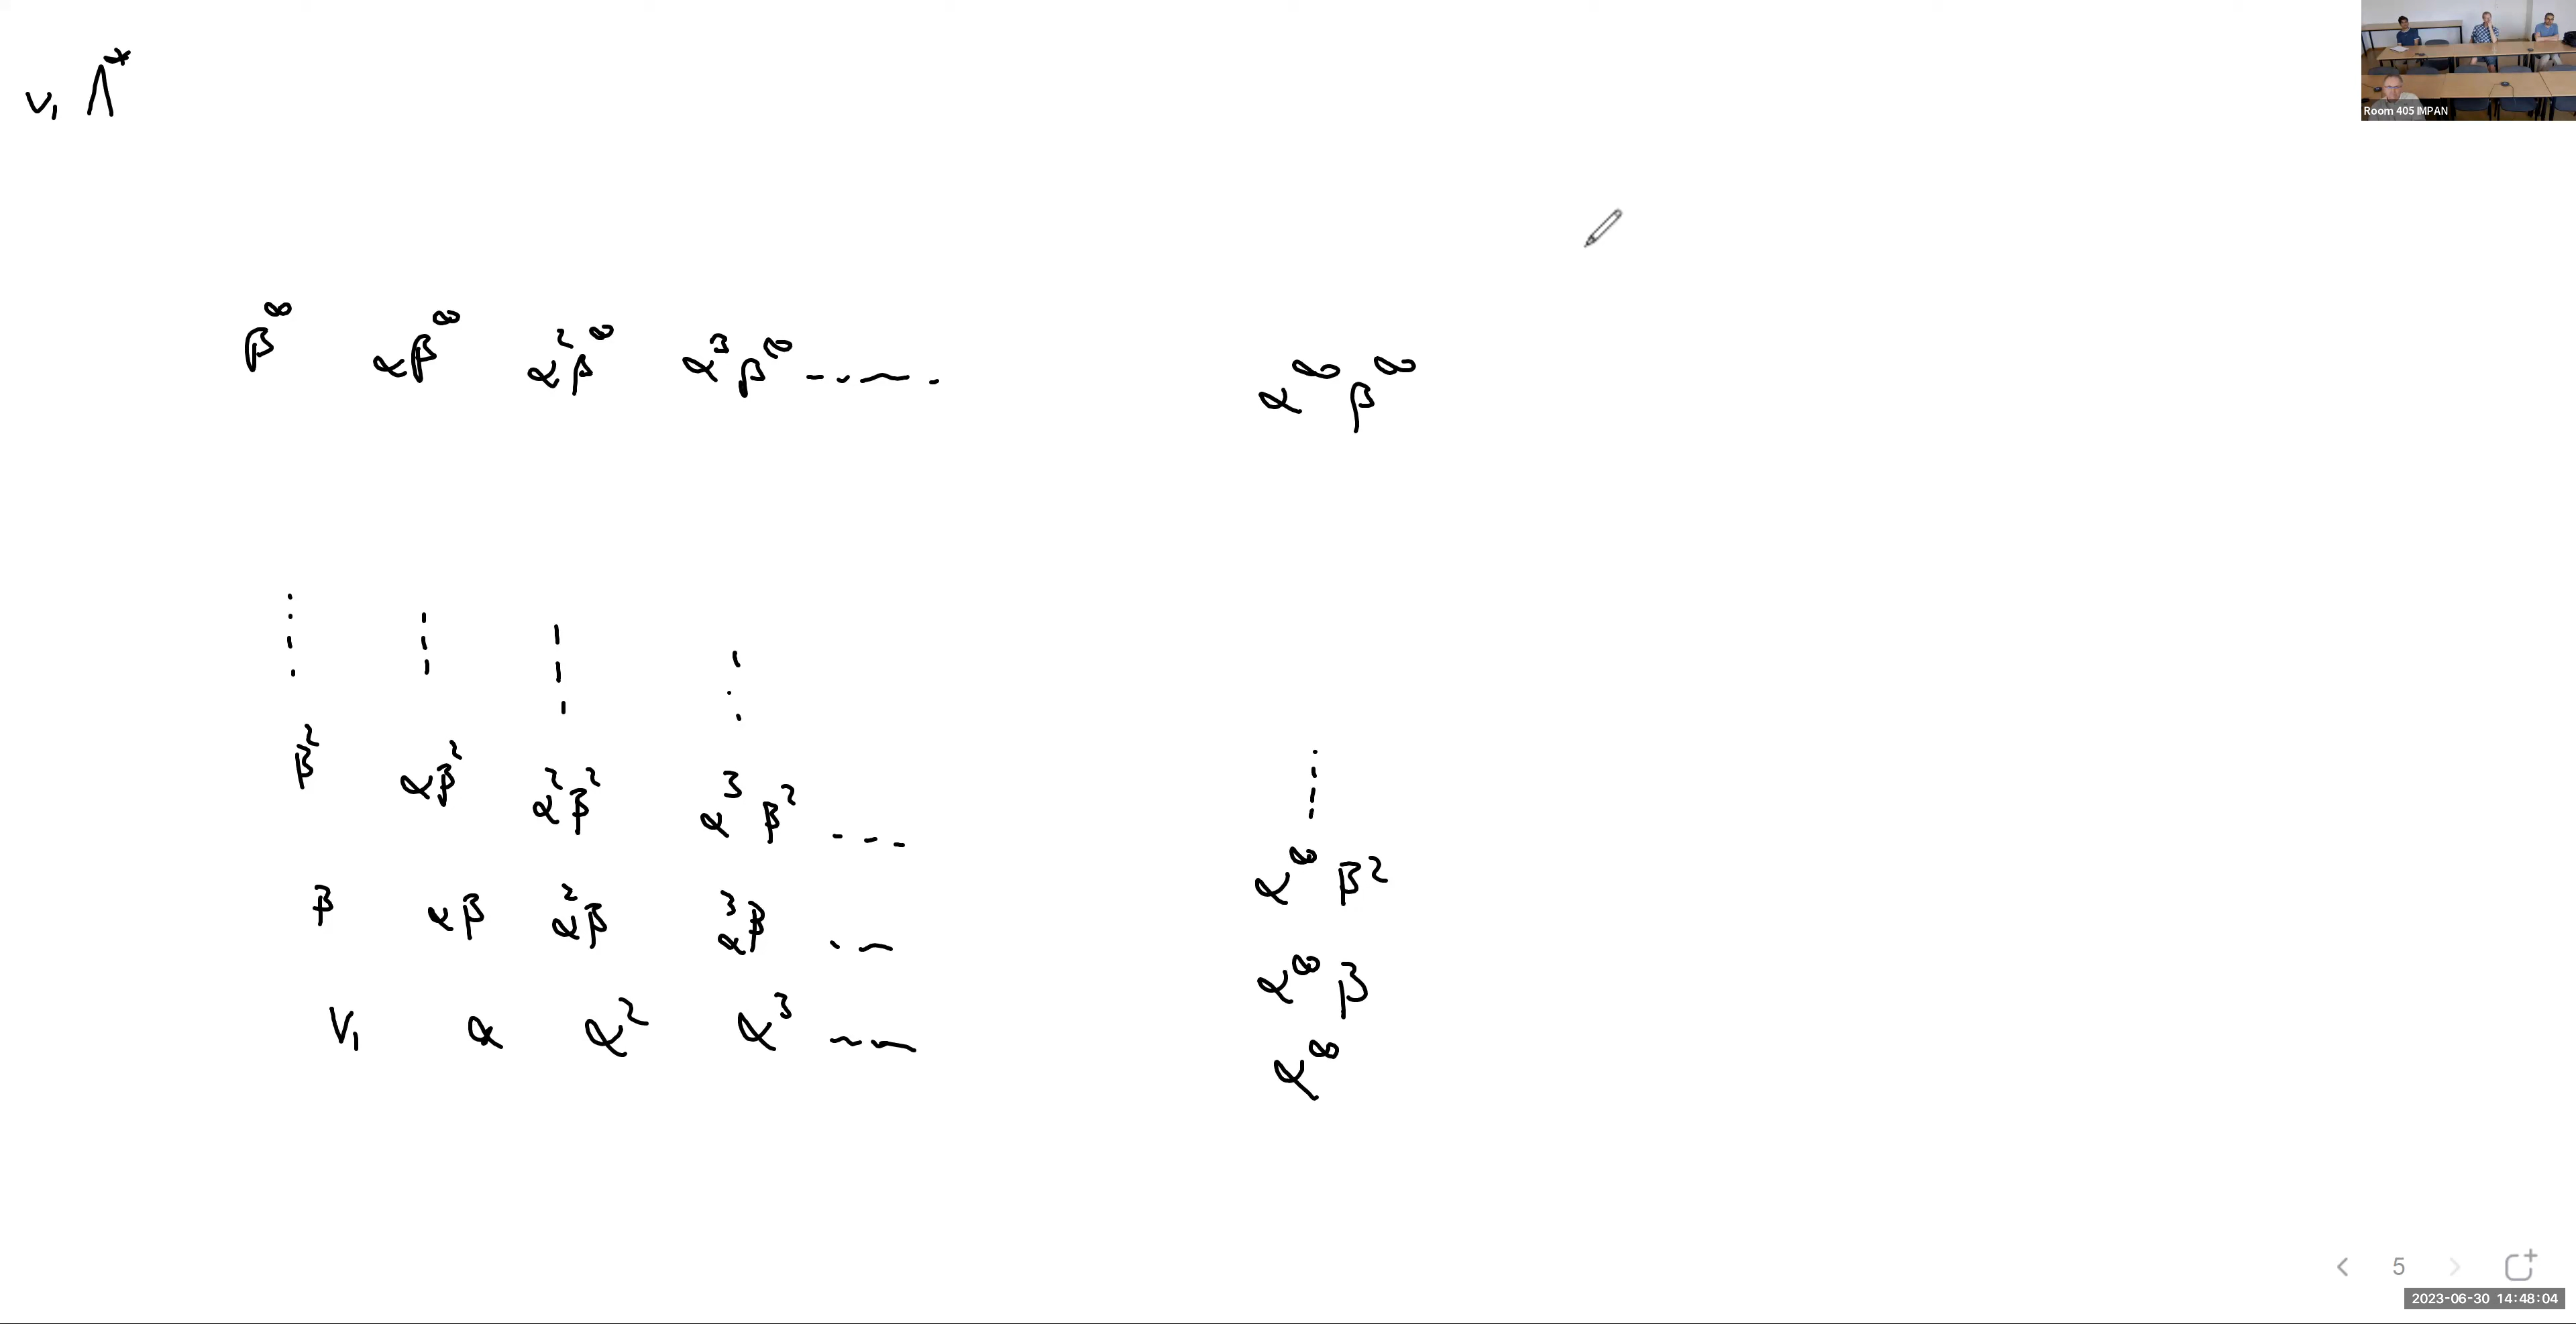 v₁ Λ*
Room 405 IMPAN
β^∞ αβ^∞ α²β^∞ α³β^∞ ----- α^∞ β^∞
β² αβ² α²β² α³β² --- α^∞ β²
β αβ α²β α³β --- α^∞ β
V₁ α α² α³ ---- α^∞
5
2023-06-30 14:48:04